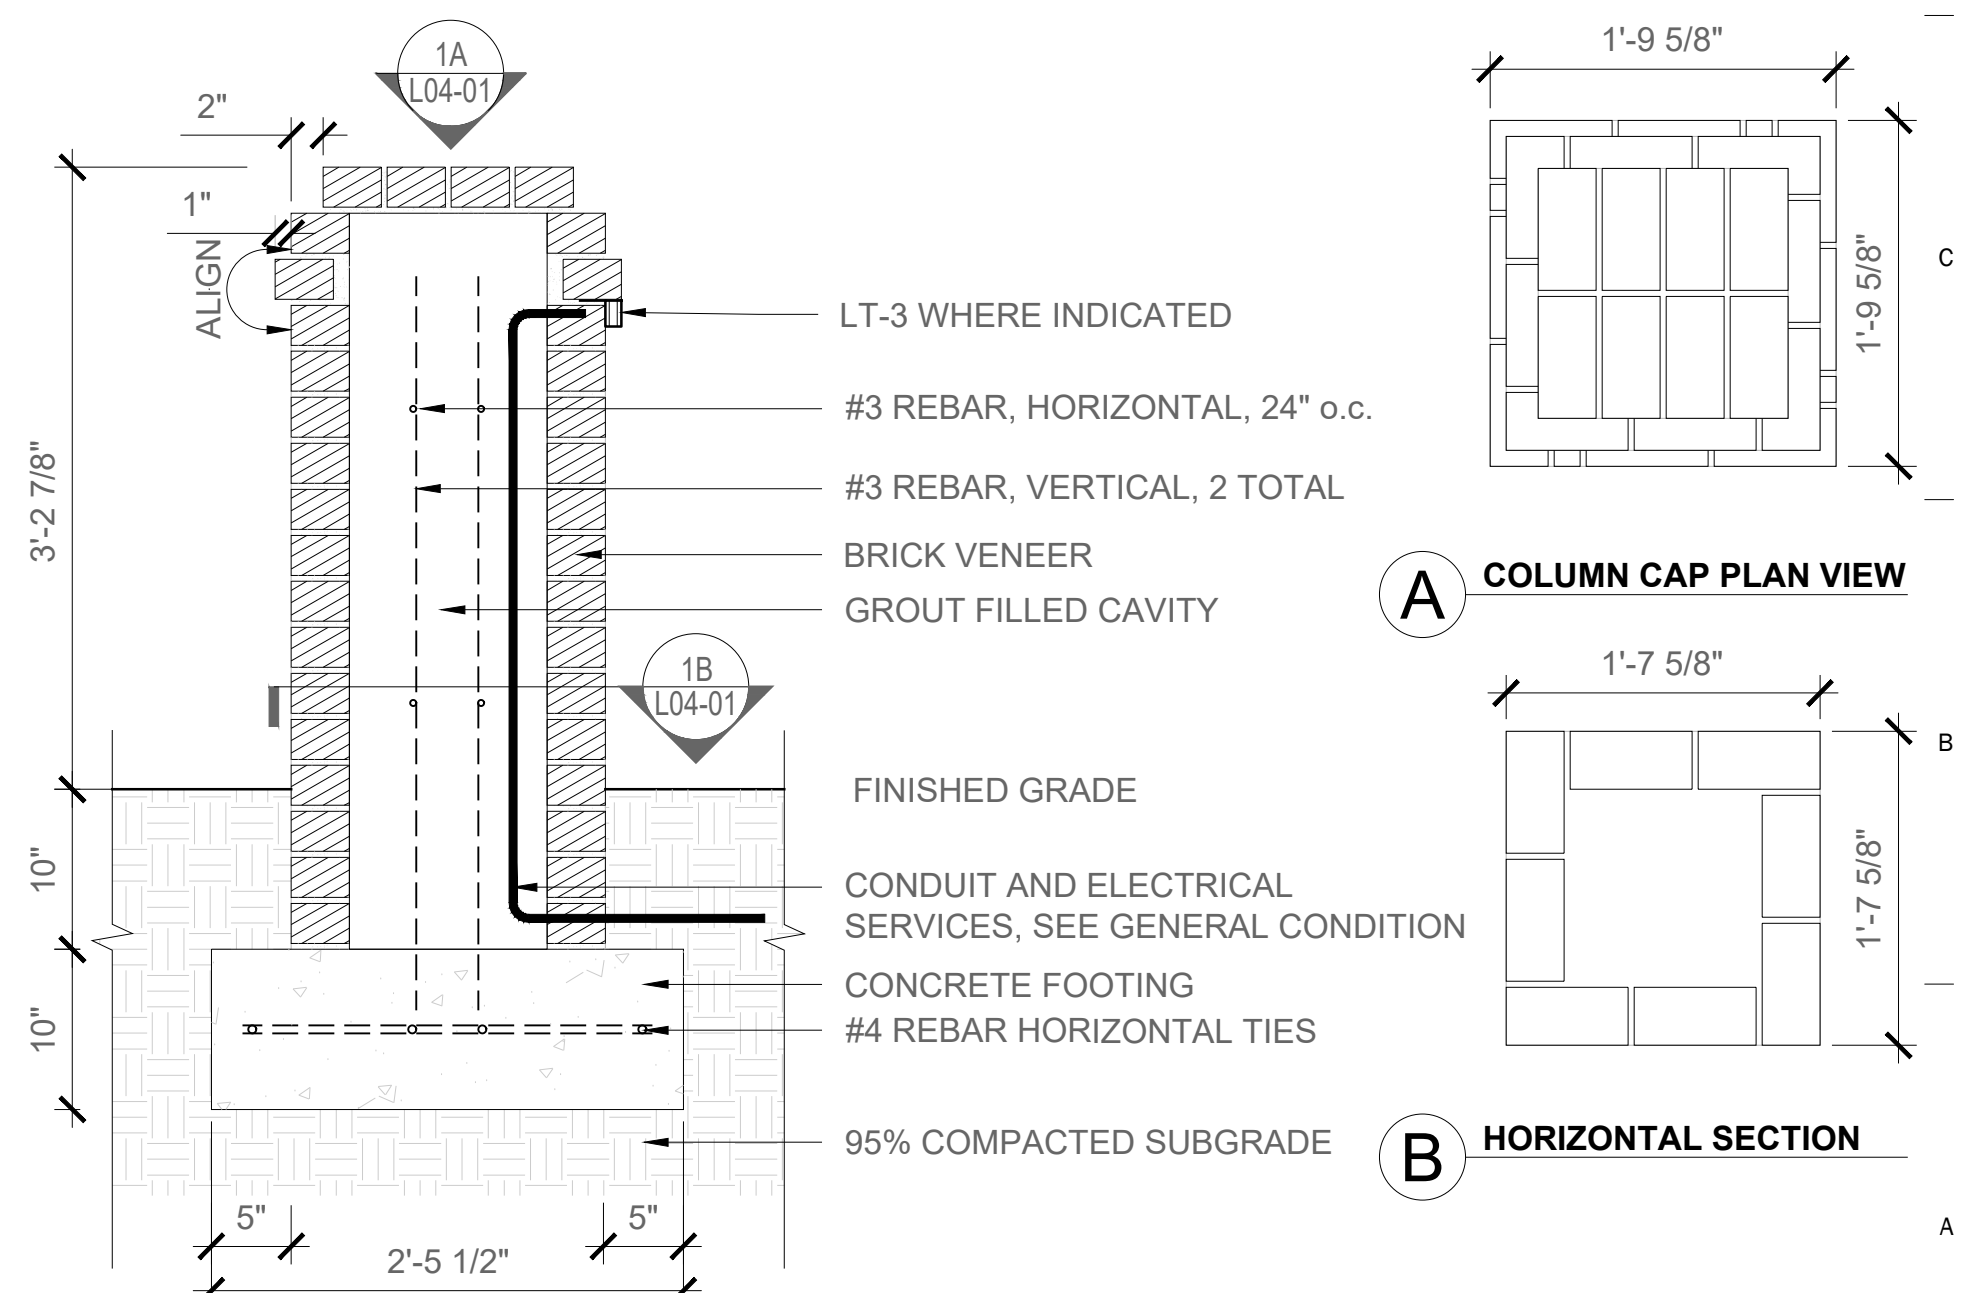 1A
L04-01
2"
1"
ALIGN
3'-2 7/8"
10"
10"
LT-3 WHERE INDICATED
#3 REBAR, HORIZONTAL, 24" o.c.
#3 REBAR, VERTICAL, 2 TOTAL
BRICK VENEER
GROUT FILLED CAVITY
1B
L04-01
FINISHED GRADE
CONDUIT AND ELECTRICAL
SERVICES, SEE GENERAL CONDITION
CONCRETE FOOTING
#4 REBAR HORIZONTAL TIES
95% COMPACTED SUBGRADE
5"
5"
2'-5 1/2"
1'-9 5/8"
1'-9 5/8"
A
COLUMN CAP PLAN VIEW
1'-7 5/8"
1'-7 5/8"
B
HORIZONTAL SECTION
C
B
A